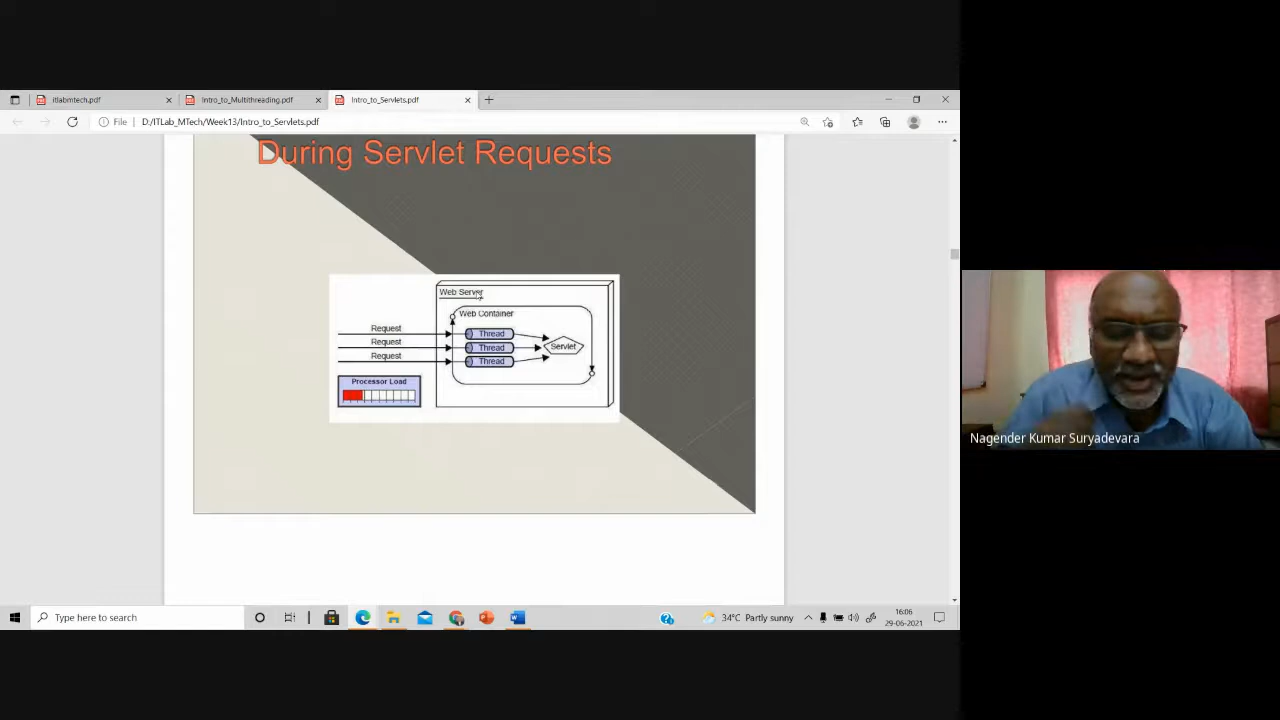 itlabmtech.pdf
Intro_to_Multithreading.pdf
Intro_to_Servlets.pdf
File
D:/ITLab_MTech/Week13/Intro_to_Servlets.pdf
During Servlet Requests
Web Server
Web Container
Request
Thread
Request
Thread
Servlet
Request
Thread
Processor Load
Nagender Kumar Suryadevara
Type here to search
34°C Partly sunny
16:06
29-06-2021